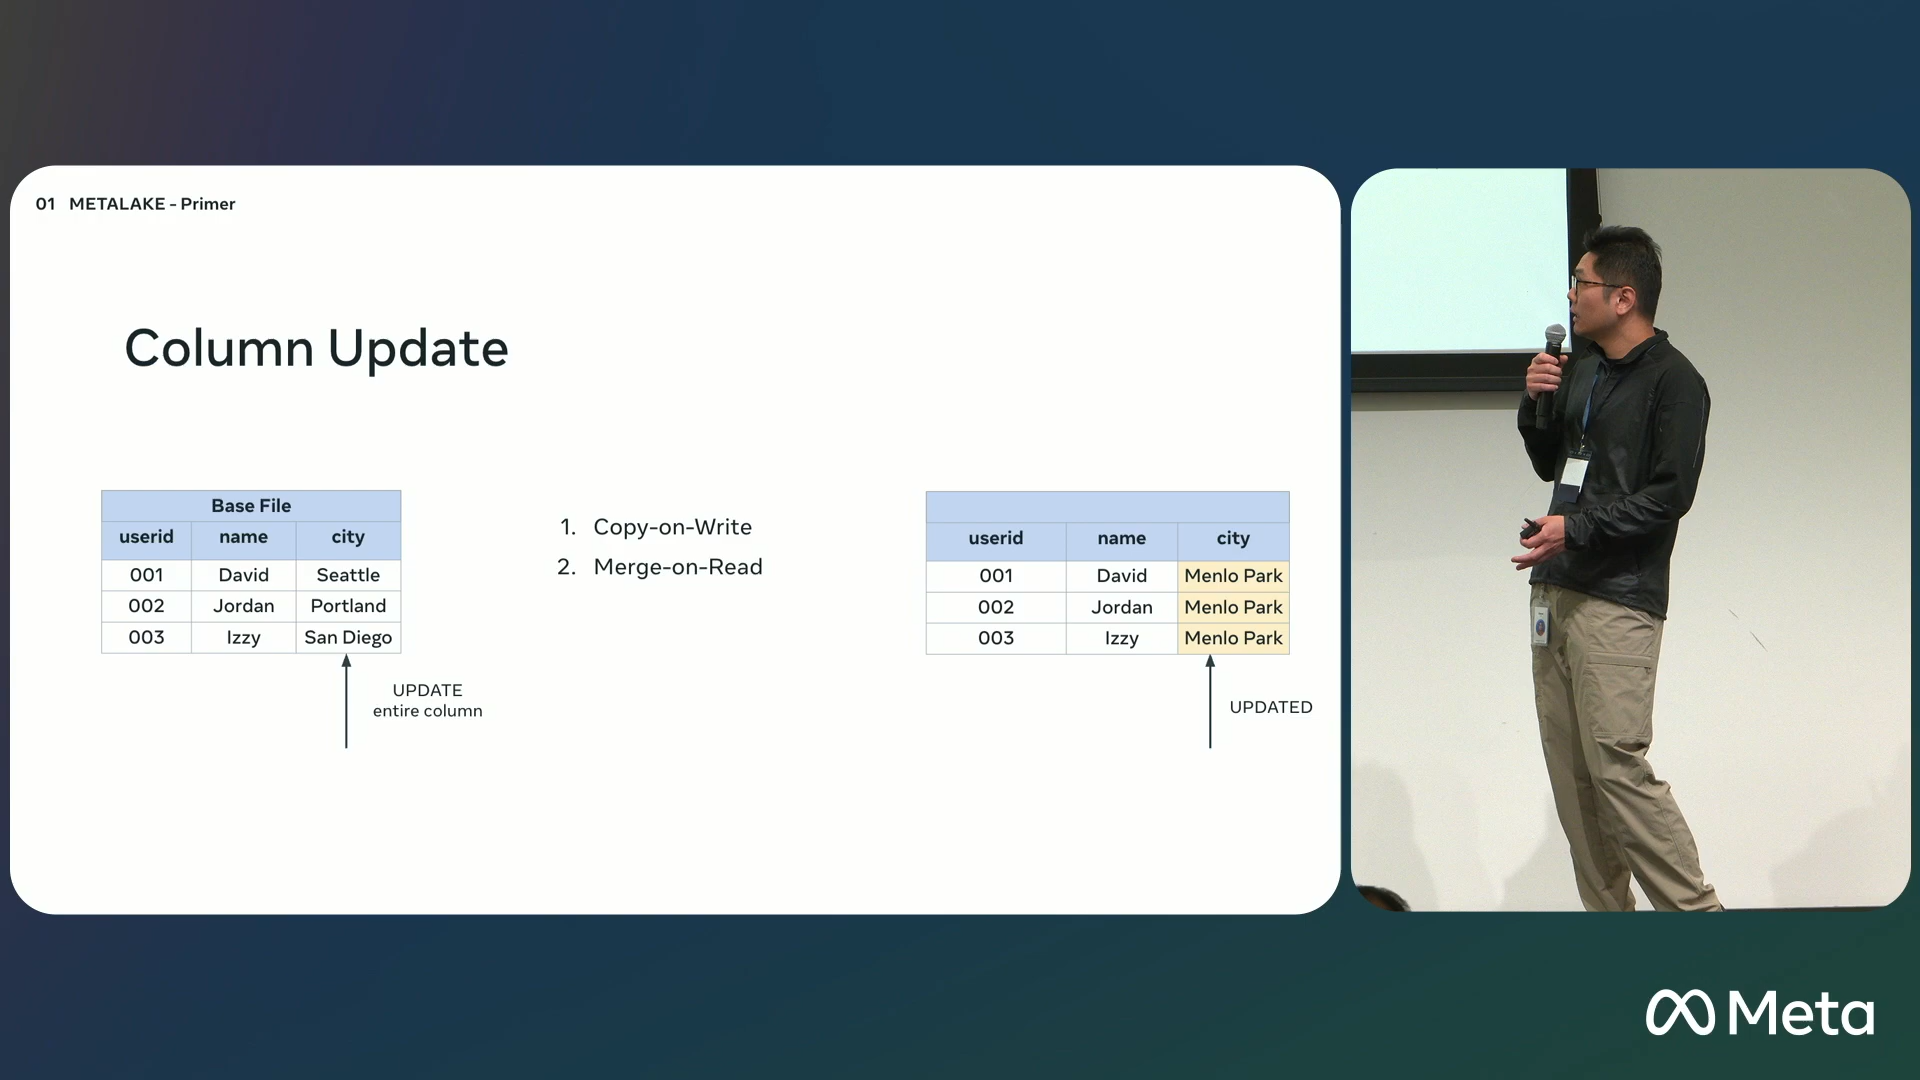 01 METALAKE - Primer
Column Update
Base File
userid name city
001 David Seattle
002 Jordan Portland
003 Izzy San Diego
UPDATE
entire column
1. Copy-on-Write
2. Merge-on-Read
userid name city
001 David Menlo Park
002 Jordan Menlo Park
003 Izzy Menlo Park
UPDATED
Meta